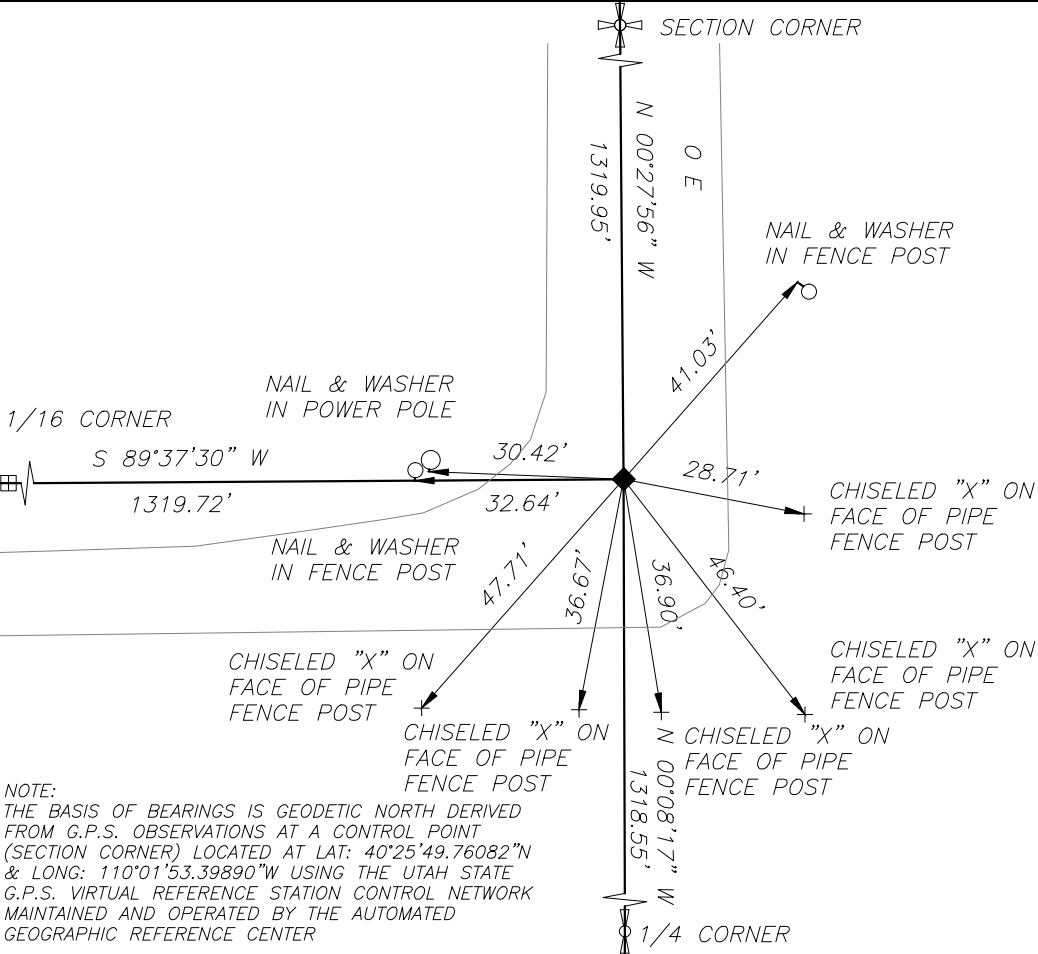 SECTION CORNER
N 00°27'56" W
1319.95'
O E
NAIL & WASHER
IN FENCE POST
41.03'
NAIL & WASHER
IN POWER POLE
1/16 CORNER
S 89°37'30" W
1319.72'
30.42'
32.64'
28.71'
CHISELED "X" ON
FACE OF PIPE
FENCE POST
NAIL & WASHER
IN FENCE POST
47.71'
36.67'
36.90'
46.40'
CHISELED "X" ON
FACE OF PIPE
FENCE POST
CHISELED "X" ON
FACE OF PIPE
FENCE POST
CHISELED "X" ON
FACE OF PIPE
FENCE POST
CHISELED "X" ON
FACE OF PIPE
FENCE POST
N 00°08'17" W
1318.55'
NOTE:
THE BASIS OF BEARINGS IS GEODETIC NORTH DERIVED
FROM G.P.S. OBSERVATIONS AT A CONTROL POINT
(SECTION CORNER) LOCATED AT LAT: 40°25'49.76082"N
& LONG: 110°01'53.39890"W USING THE UTAH STATE
G.P.S. VIRTUAL REFERENCE STATION CONTROL NETWORK
MAINTAINED AND OPERATED BY THE AUTOMATED
GEOGRAPHIC REFERENCE CENTER
1/4 CORNER